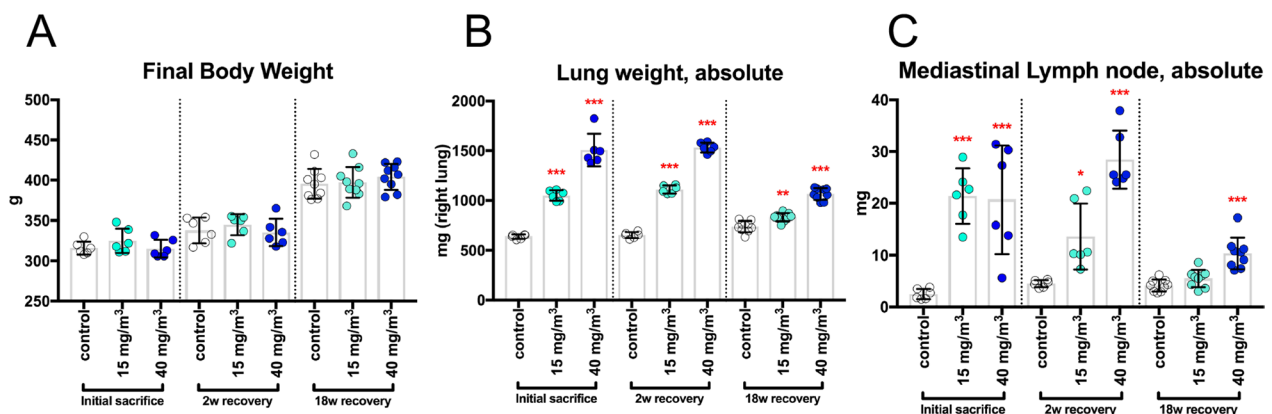 A
Final Body Weight
500
450
400
350
300
250
g
control
15 mg/m³
40 mg/m³
control
15 mg/m³
40 mg/m³
control
15 mg/m³
40 mg/m³
Initial sacrifice
2w recovery
18w recovery
B
Lung weight, absolute
2000
1500
1000
500
0
mg (right lung)
***
***
***
***
**
***
control
15 mg/m³
40 mg/m³
control
15 mg/m³
40 mg/m³
control
15 mg/m³
40 mg/m³
Initial sacrifice
2w recovery
18w recovery
C
Mediastinal Lymph node, absolute
40
30
20
10
0
mg
***
***
*
***
***
control
15 mg/m³
40 mg/m³
control
15 mg/m³
40 mg/m³
control
15 mg/m³
40 mg/m³
Initial sacrifice
2w recovery
18w recovery